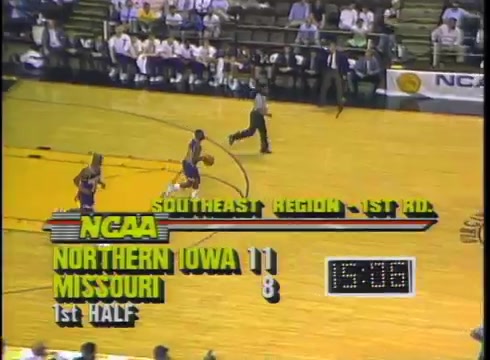 NCAA
SOUTHEAST REGION - 1ST RD.
NCAA
NORTHERN IOWA 11
MISSOURI 8
1st HALF
15:06